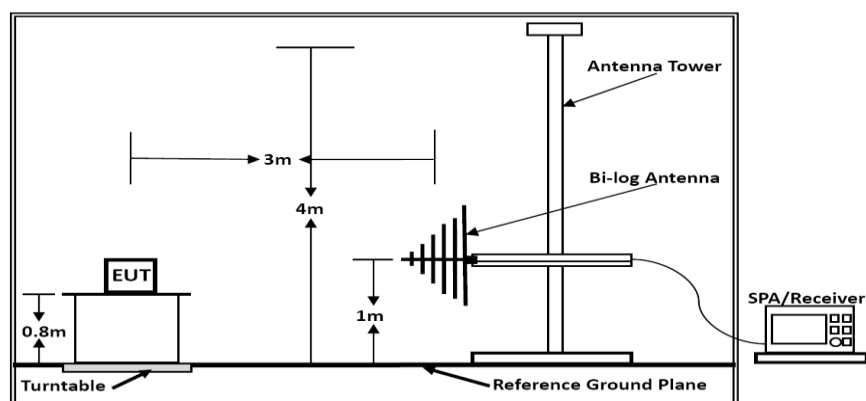 Antenna Tower
3m
Bi-log Antenna
4m
EUT
0.8m
1m
SPA/Receiver
Turntable
Reference Ground Plane